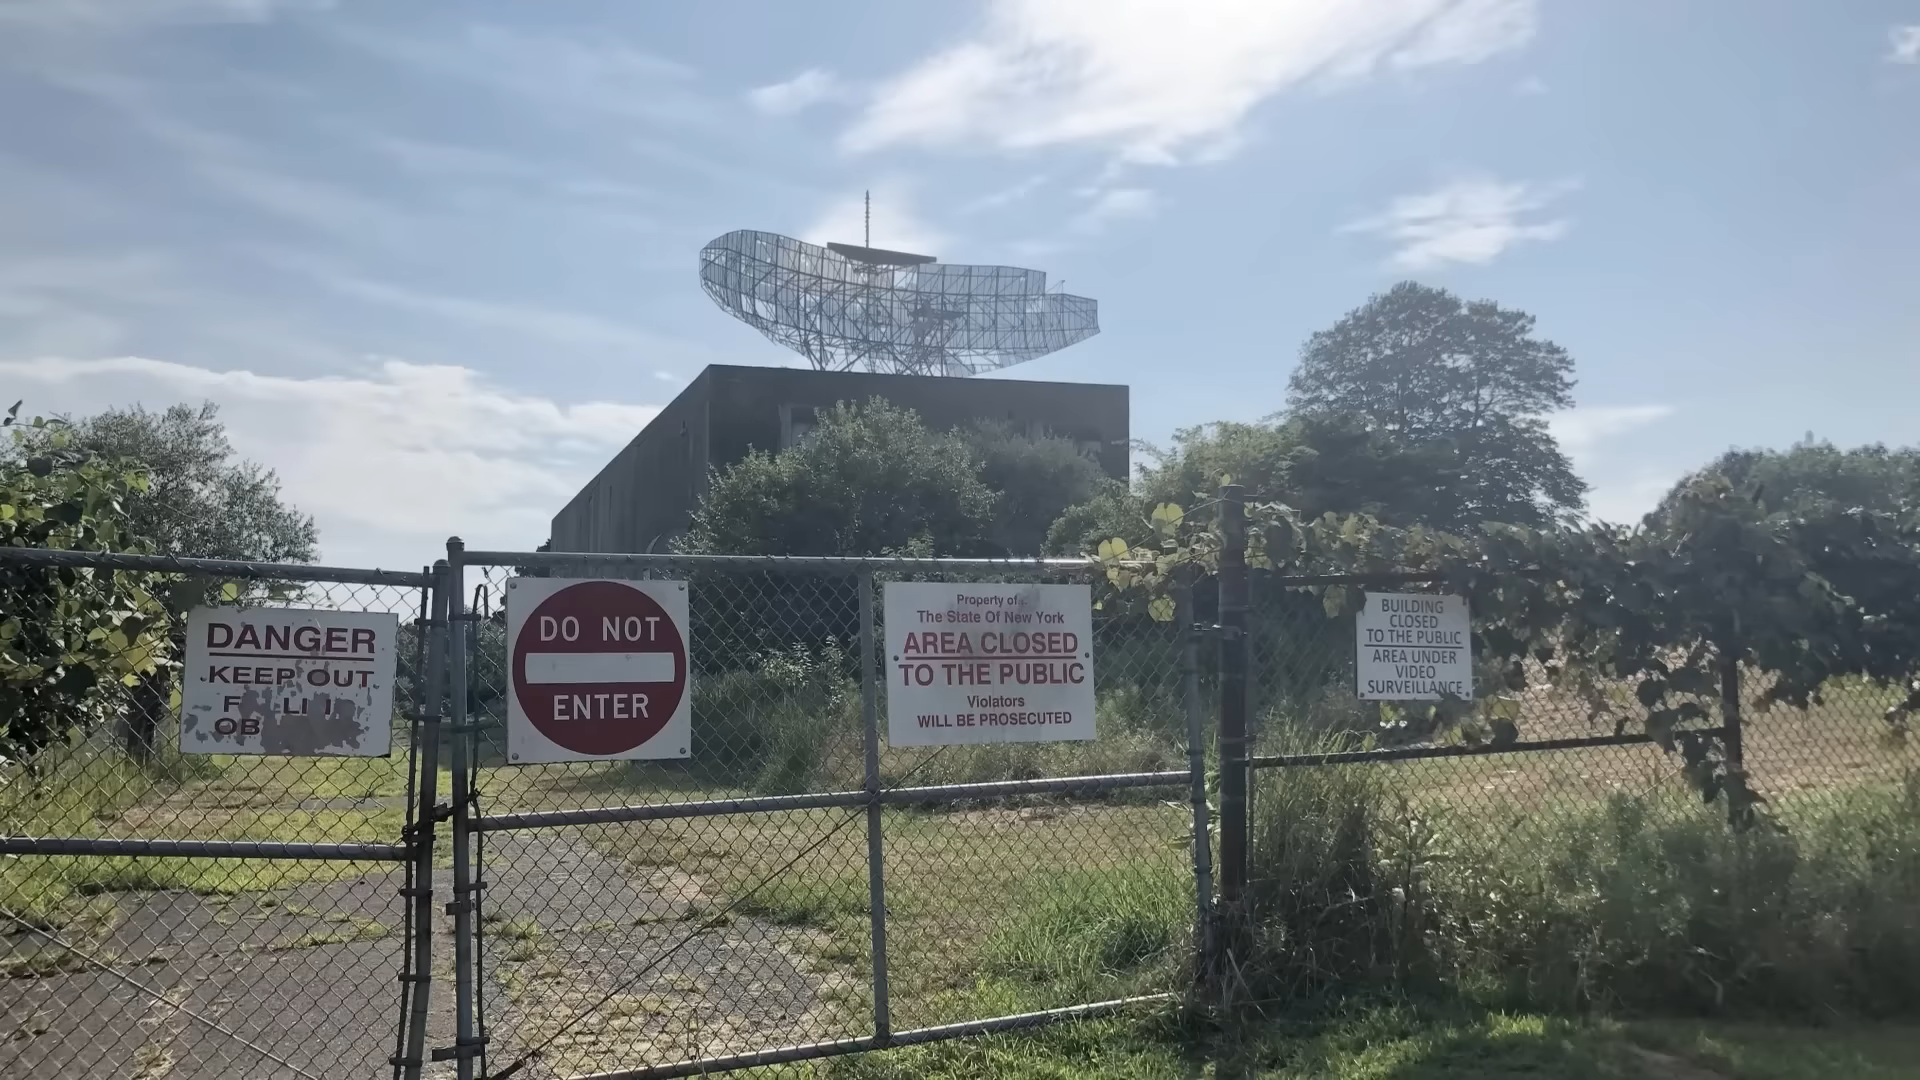 DANGER
KEEP OUT
DO NOT
ENTER
Property of..
The State Of New York
AREA CLOSED
TO THE PUBLIC
Violators
WILL BE PROSECUTED
BUILDING
CLOSED
TO THE PUBLIC
AREA UNDER
VIDEO
SURVEILLANCE